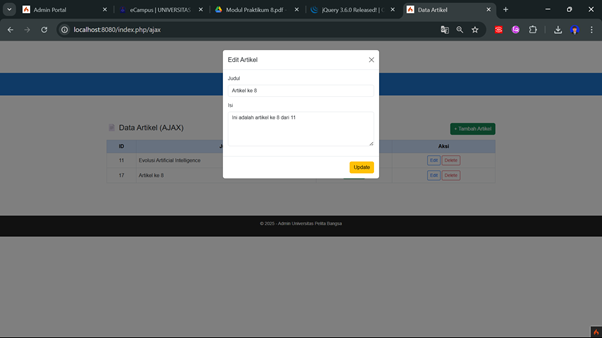 Admin Portal
eCampus | UNIVERSITAS
Modul Praktikum 8.pdf
jQuery 3.6.0 Released! |
Data Artikel
localhost:8080/index.php/ajax
Edit Artikel
Judul
Artikel ke 8
Isi
Ini adalah artikel ke 8 dan 11
Update
Data Artikel (AJAX)
+ Tambah Artikel
ID
Aksi
11 Evolusi Artificial Intelligence Edit Delete
17 Artikel ke 8 Edit Delete
© 2025 - Admin Universitas Pelita Bangsa